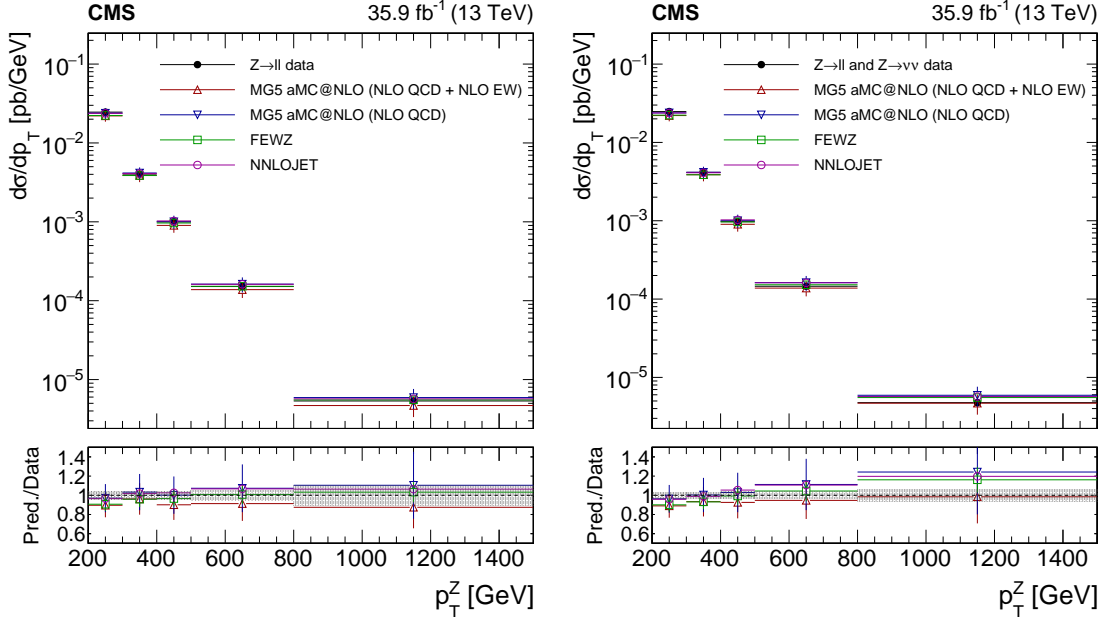 CMS 35.9 fb⁻¹ (13 TeV)
dσ/dp_T [pb/GeV]
10⁻¹
10⁻²
10⁻³
10⁻⁴
10⁻⁵
Z→ll data
MG5 aMC@NLO (NLO QCD + NLO EW)
MG5 aMC@NLO (NLO QCD)
FEWZ
NNLOJET
Pred./Data
1.4
1.2
1
0.8
0.6
200 400 600 800 1000 1200 1400
p_T^Z [GeV]
CMS 35.9 fb⁻¹ (13 TeV)
dσ/dp_T [pb/GeV]
10⁻¹
10⁻²
10⁻³
10⁻⁴
10⁻⁵
Z→ll and Z→νν data
MG5 aMC@NLO (NLO QCD + NLO EW)
MG5 aMC@NLO (NLO QCD)
FEWZ
NNLOJET
Pred./Data
1.4
1.2
1
0.8
0.6
200 400 600 800 1000 1200 1400
p_T^Z [GeV]